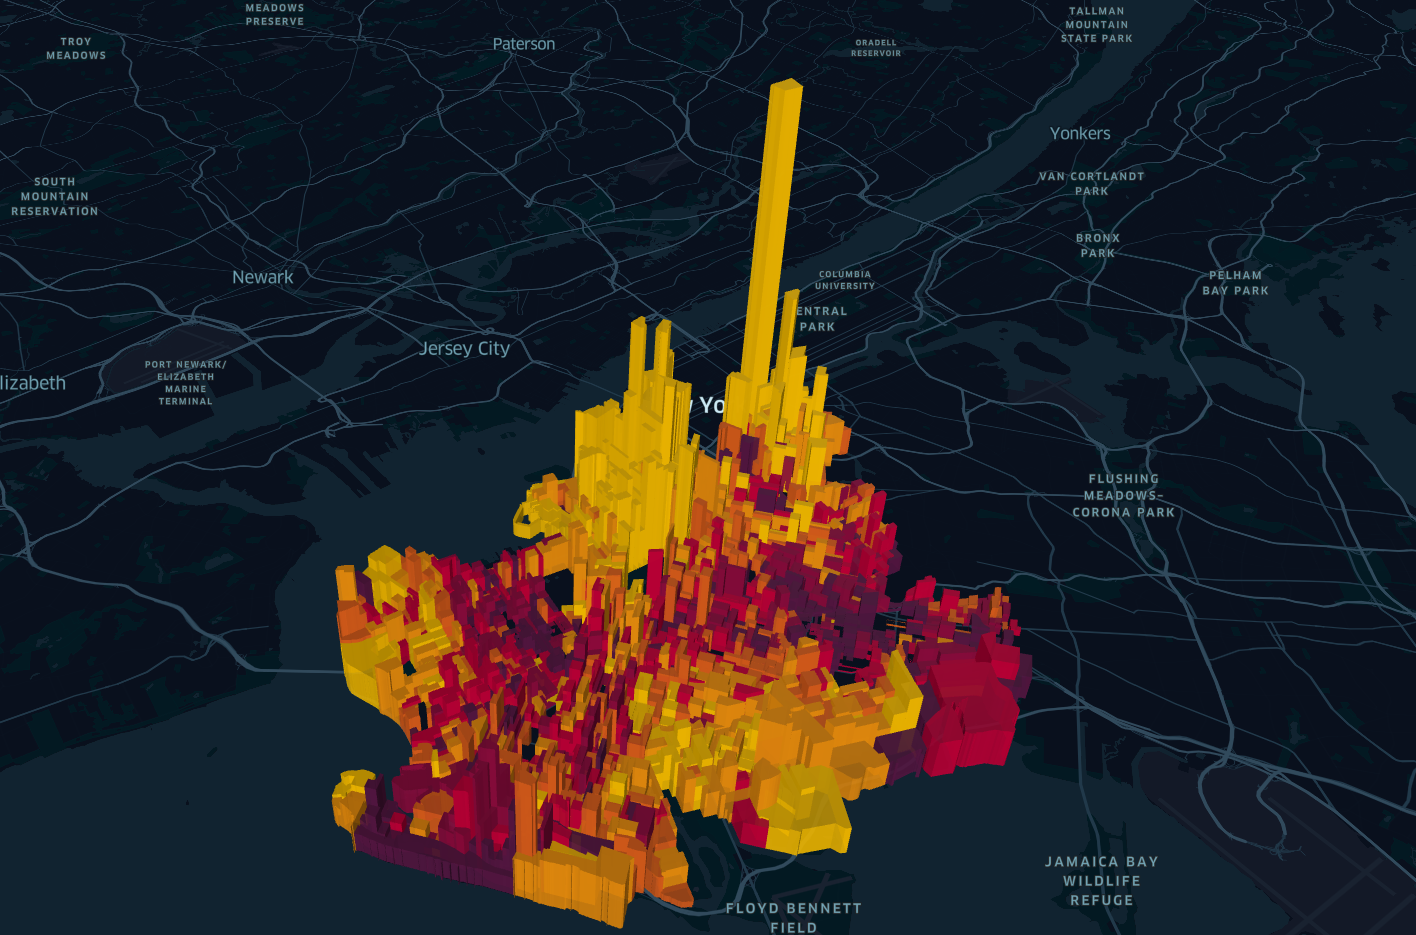 MEADOWS
PRESERVE
TROY
MEADOWS
Paterson
ORADELL
RESERVOIR
TALLMAN
MOUNTAIN
STATE PARK
Yonkers
VAN CORTLANDT
PARK
SOUTH
MOUNTAIN
RESERVATION
BRONX
PARK
Newark
COLUMBIA
UNIVERSITY
PELHAM
BAY PARK
ENTRAL
PARK
Jersey City
PORT NEWARK/
ELIZABETH
MARINE
TERMINAL
lizabeth
Yo
FLUSHING
MEADOWS–
CORONA PARK
JAMAICA BAY
WILDLIFE
REFUGE
FLOYD BENNETT
FIELD